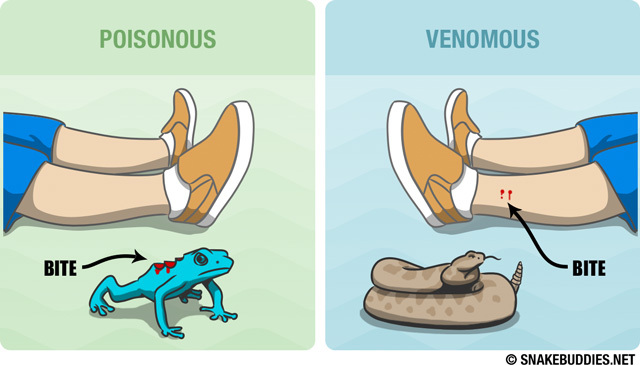 POISONOUS
VENOMOUS
BITE
BITE
© SNAKEBUDDIES.NET